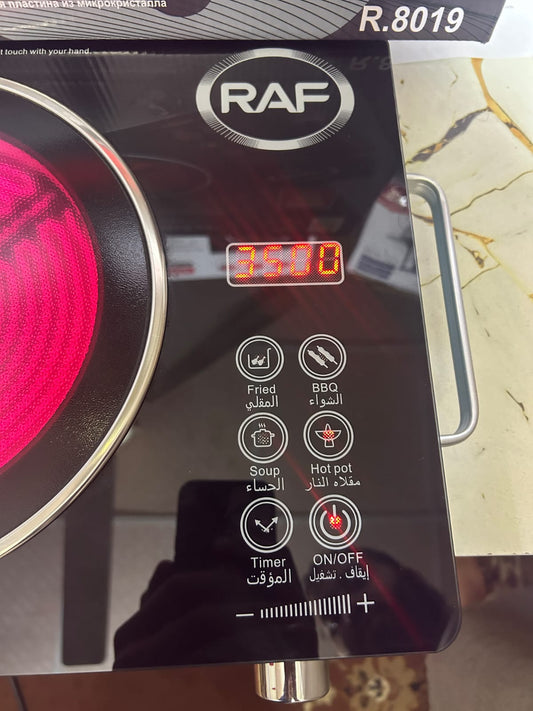 я пластина из микрокристалла
R.8019
t touch with your hand.
RAF
3500
Fried
المقلي
BBQ
الشواء
Soup
الحساء
Hot pot
مقلاه النار
Timer
المؤقت
ON/OFF
إيقاف . تشغيل
− +